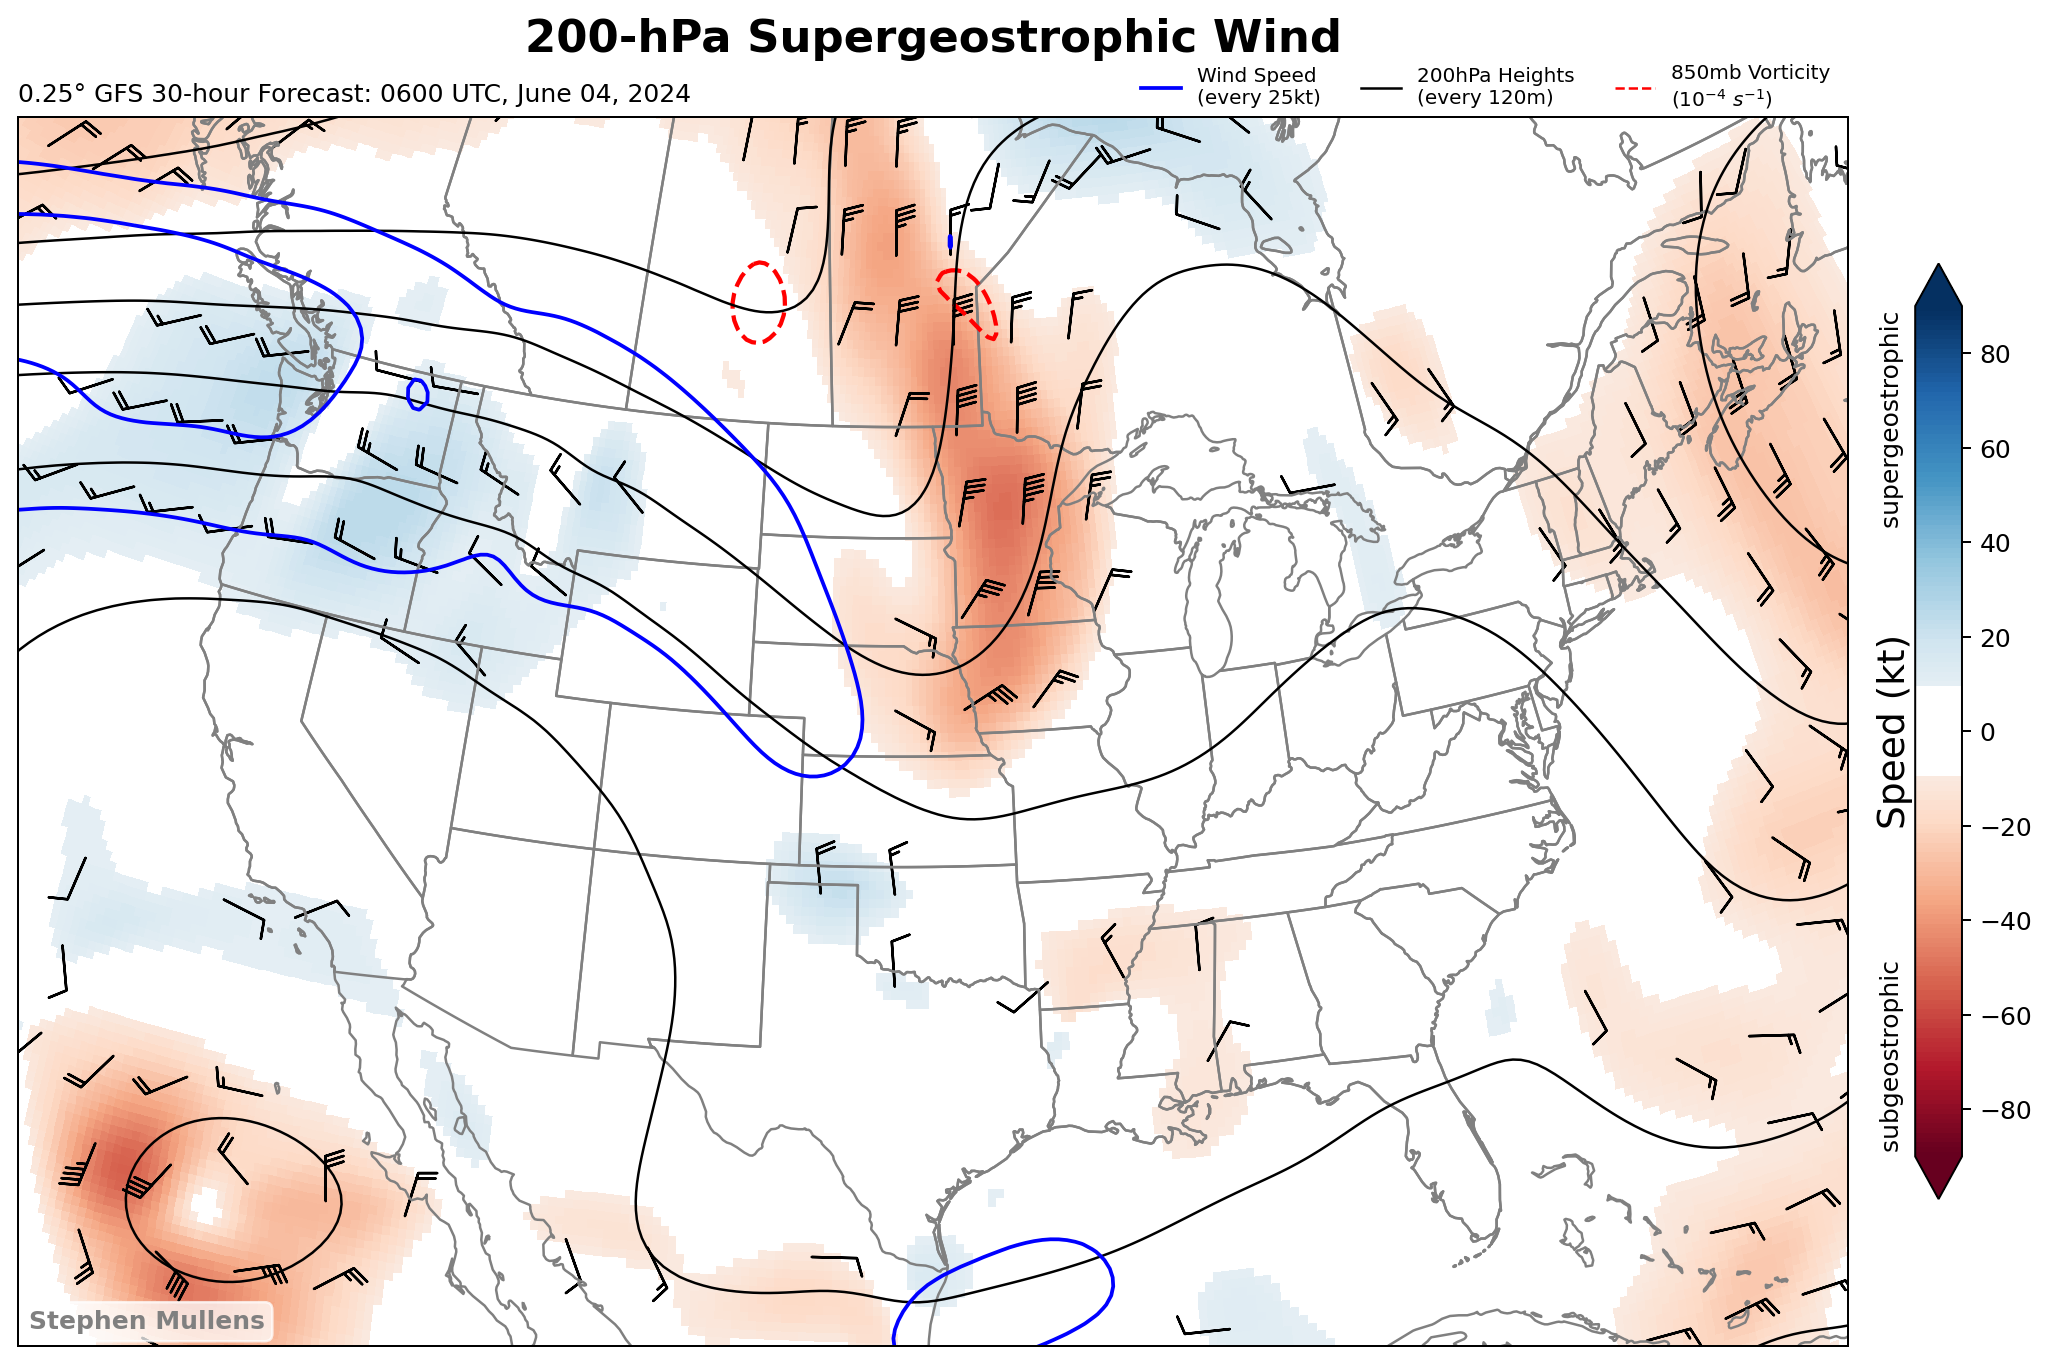 200-hPa Supergeostrophic Wind
0.25° GFS 30-hour Forecast: 0600 UTC, June 04, 2024
Wind Speed
(every 25kt)
200hPa Heights
(every 120m)
850mb Vorticity
(10⁻⁴ s⁻¹)
supergeostrophic
subgeostrophic
Speed (kt)
80
60
40
20
0
−20
−40
−60
−80
Stephen Mullens